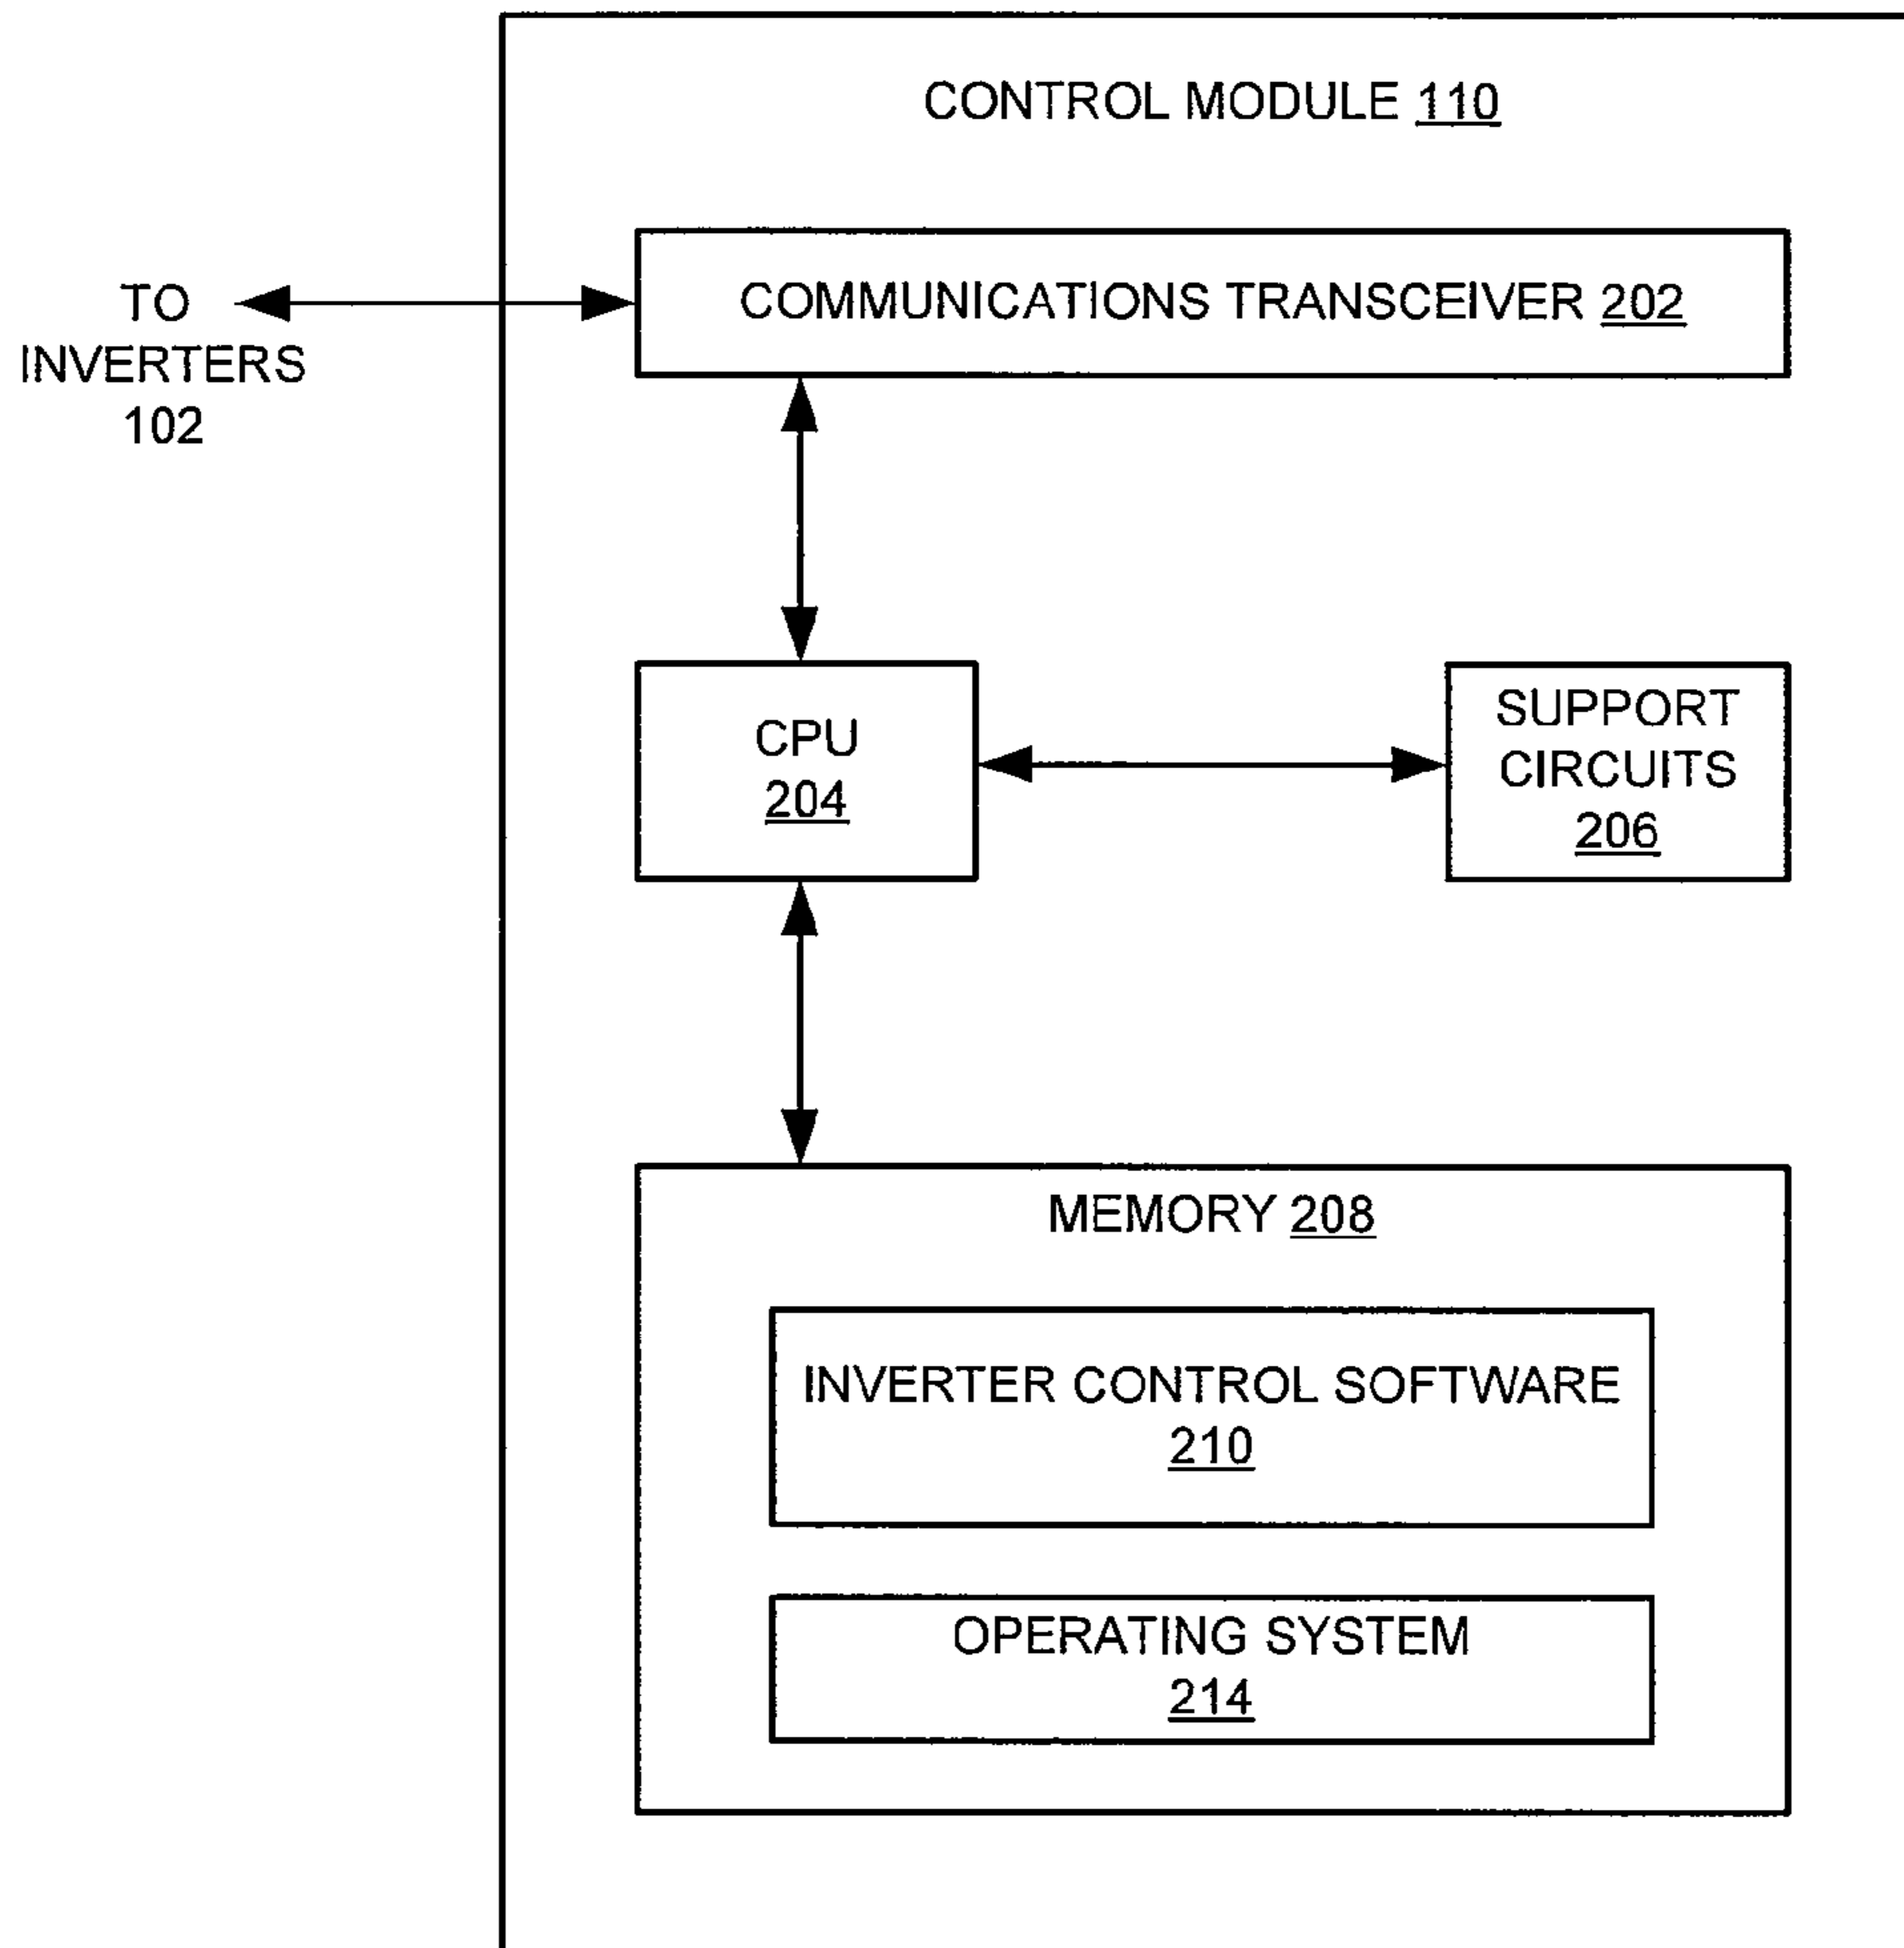 CONTROL MODULE 110
COMMUNICATIONS TRANSCEIVER 202
TO
INVERTERS
102
CPU
204
SUPPORT
CIRCUITS
206
MEMORY 208
INVERTER CONTROL SOFTWARE
210
OPERATING SYSTEM
214